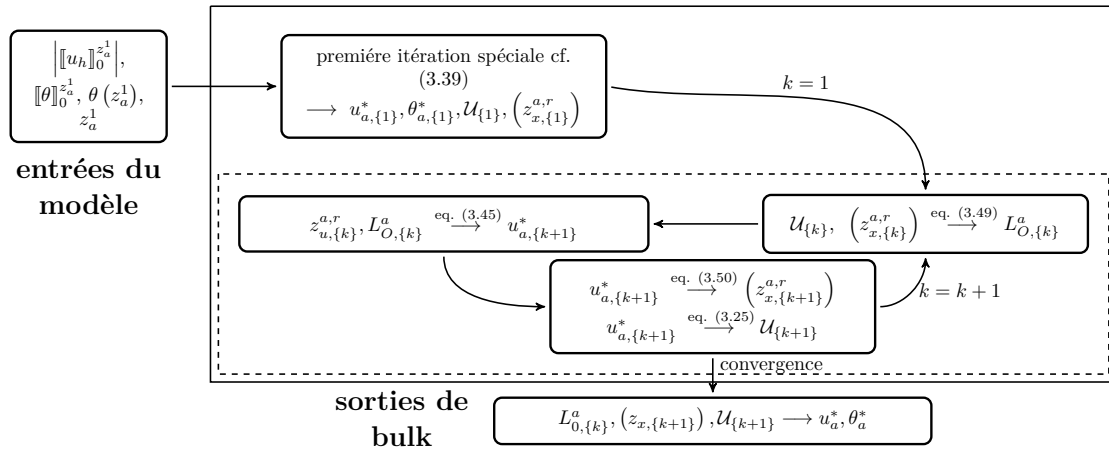 |⟦u_h⟧_0^{z_a^1}|,
⟦θ⟧_0^{z_a^1}, θ (z_a^1),
z_a^1
entrées du
modèle
premiére itération spéciale cf.
(3.39)
⟶ u^*_{a,{1}}, θ^*_{a,{1}}, 𝒰_{{1}}, (z^{a,r}_{x,{1}})
k = 1
z^{a,r}_{u,{k}}, L^a_{O,{k}} eq. (3.45) ⟶ u^*_{a,{k+1}}
𝒰_{{k}}, (z^{a,r}_{x,{k}}) eq. (3.49) ⟶ L^a_{O,{k}}
u^*_{a,{k+1}} eq. (3.50) ⟶ (z^{a,r}_{x,{k+1}})
u^*_{a,{k+1}} eq. (3.25) ⟶ 𝒰_{{k+1}}
k = k + 1
convergence
sorties de
bulk
L^a_{0,{k}}, (z_{x,{k+1}}) , 𝒰_{{k+1}} ⟶ u^*_a, θ^*_a